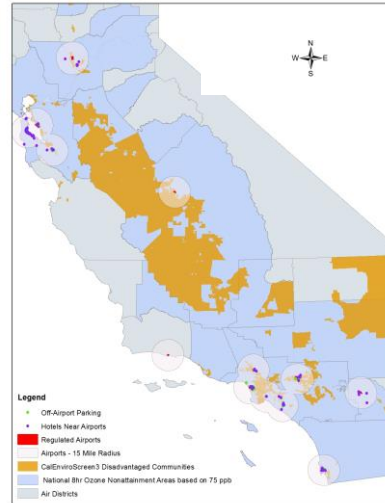 N
W E
S
Legend
Off-Airport Parking
Hotels Near Airports
Regulated Airports
Airports - 15 Mile Radius
CalEnviroScreen3 Disadvantaged Communities
National 8hr Ozone Nonattainment Areas based on 75 ppb
Air Districts